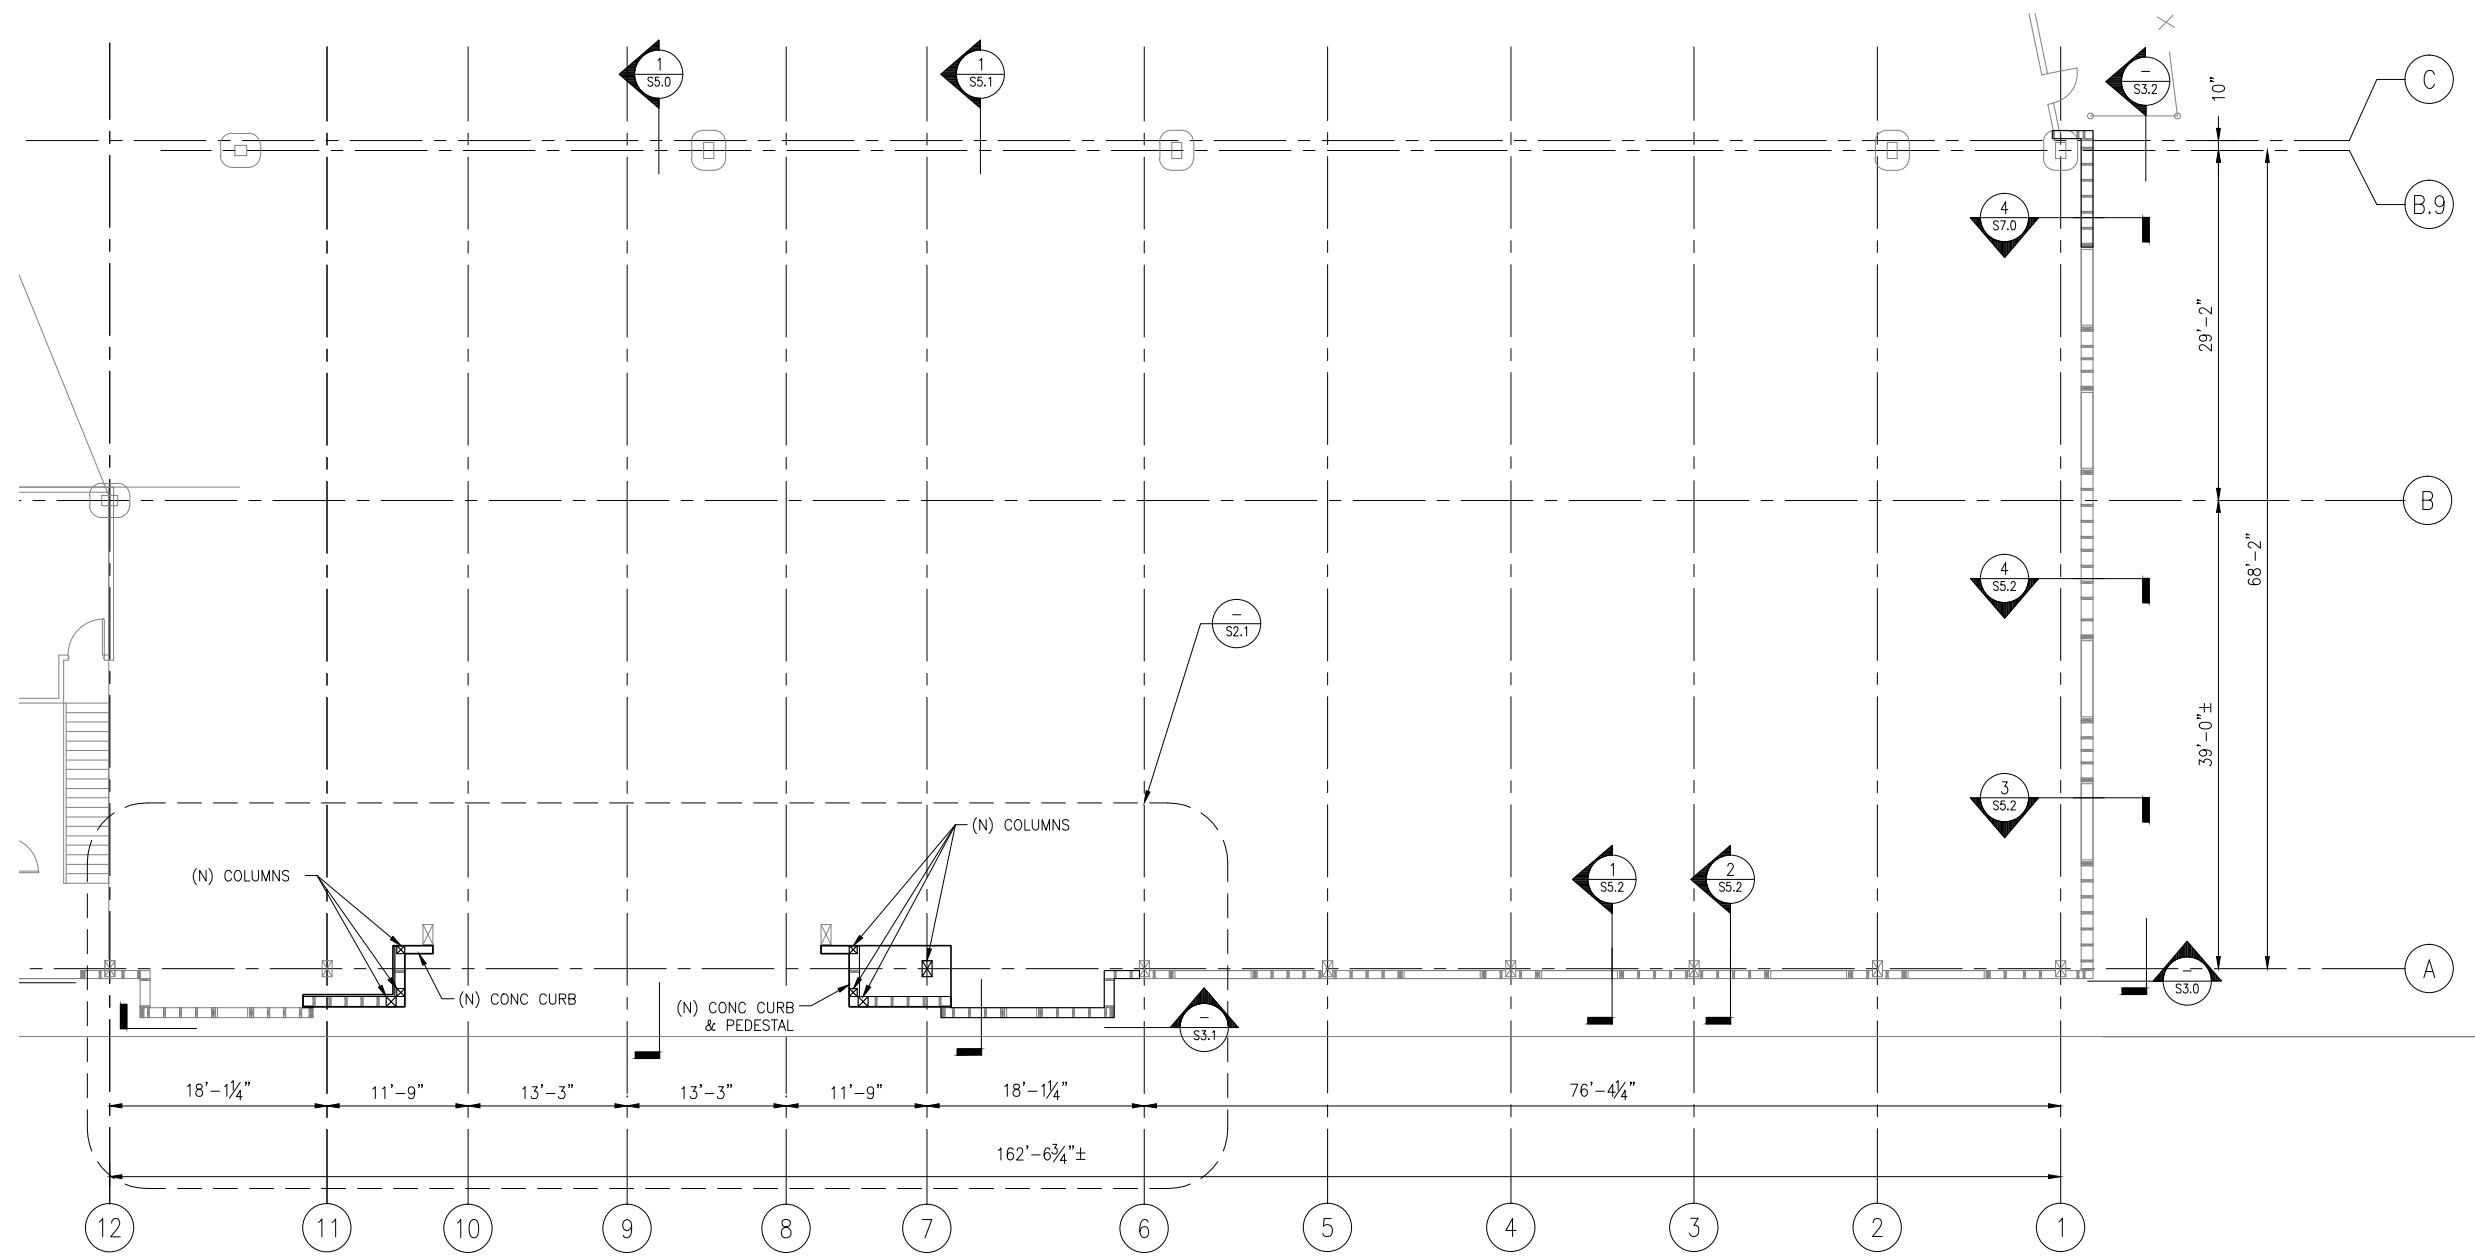 1
S5.0
1
S5.1
–
S3.2
10"
C
B.9
4
S7.0
29'-2"
B
4
S5.2
68'-2"
–
S2.1
39'-0"±
3
S5.2
(N) COLUMNS
(N) COLUMNS
1
S5.2
2
S5.2
A
–
S3.0
(N) CONC CURB
(N) CONC CURB
& PEDESTAL
–
S3.1
18'-1¼"
11'-9"
13'-3"
13'-3"
11'-9"
18'-1¼"
76'-4¼"
162'-6¾"±
12
11
10
9
8
7
6
5
4
3
2
1